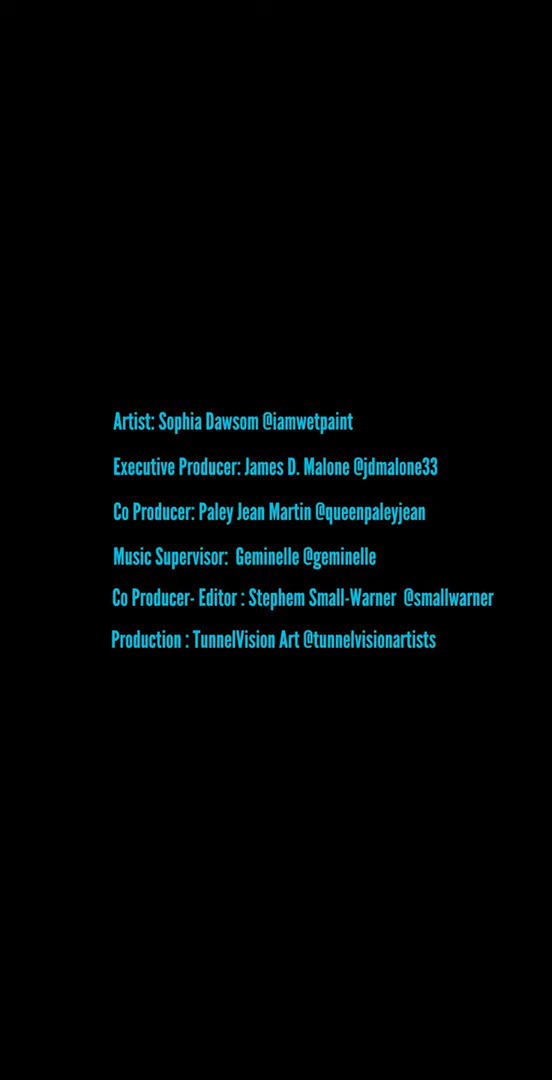 Artist: Sophia Dawsom @iamwetpaint
Executive Producer: James D. Malone @jdmalone33
Co Producer: Paley Jean Martin @queenpaleyjean
Music Supervisor:  Geminelle @geminelle
Co Producer- Editor : Stephem Small-Warner  @smallwarner
Production : TunnelVision Art @tunnelvisionartists